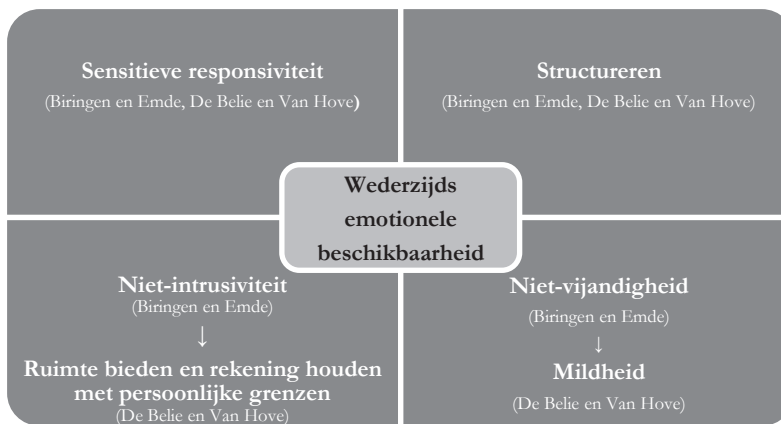 Sensitieve responsiviteit
(Biringen en Emde, De Belie en Van Hove)
Structureren
(Biringen en Emde, De Belie en Van Hove)
Wederzijds
emotionele
beschikbaarheid
Niet-intrusiviteit
(Biringen en Emde)
↓
Ruimte bieden en rekening houden
met persoonlijke grenzen
(De Belie en Van Hove)
Niet-vijandigheid
(Biringen en Emde)
↓
Mildheid
(De Belie en Van Hove)